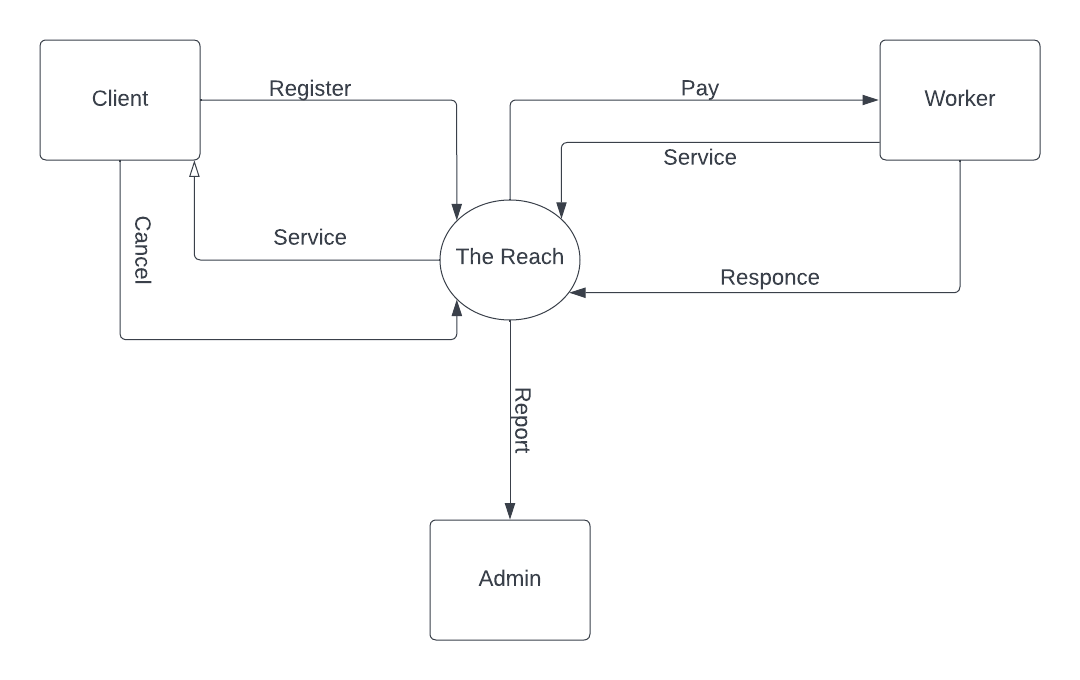 Register
Pay
Client
Worker
Service
Cancel
Service
The Reach
Responce
Report
Admin